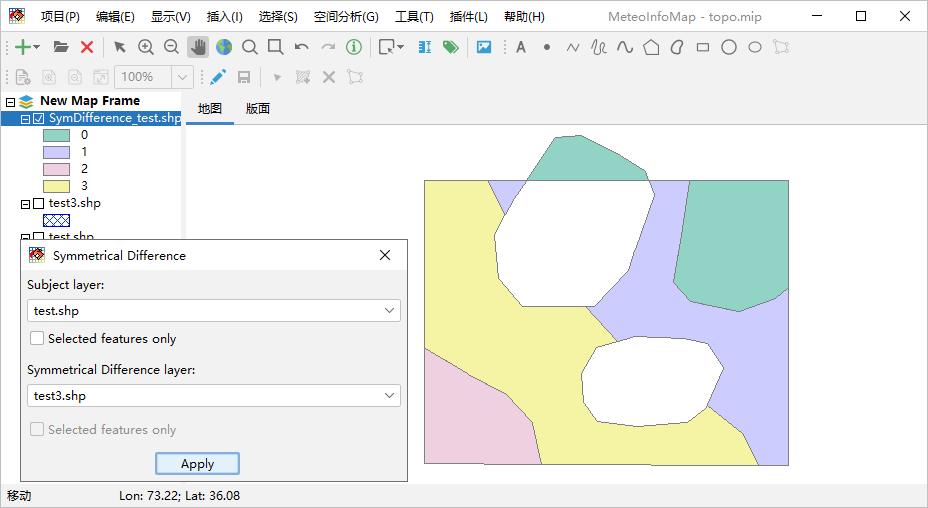 MeteoInfoMap - topo.mip
项目(P) 编辑(E) 显示(V) 插入(I) 选择(S) 空间分析(G) 工具(T) 插件(L) 帮助(H)
A
100%
New Map Frame
SymDifference_test.shp
0
1
2
3
test3.shp
test.shp
地图 版面
Symmetrical Difference
Subject layer:
test.shp
Selected features only
Symmetrical Difference layer:
test3.shp
Selected features only
Apply
移动 Lon: 73.22; Lat: 36.08